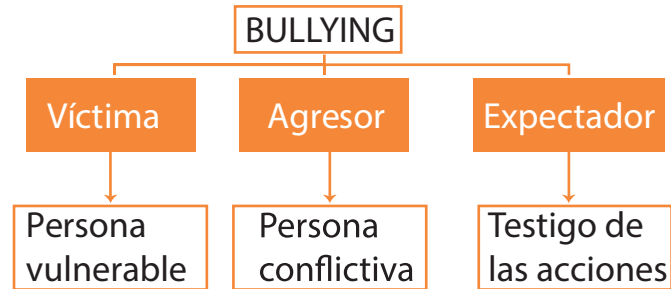 BULLYING
Víctima
Agresor
Expectador
Persona
vulnerable
Persona
conflictiva
Testigo de
las acciones